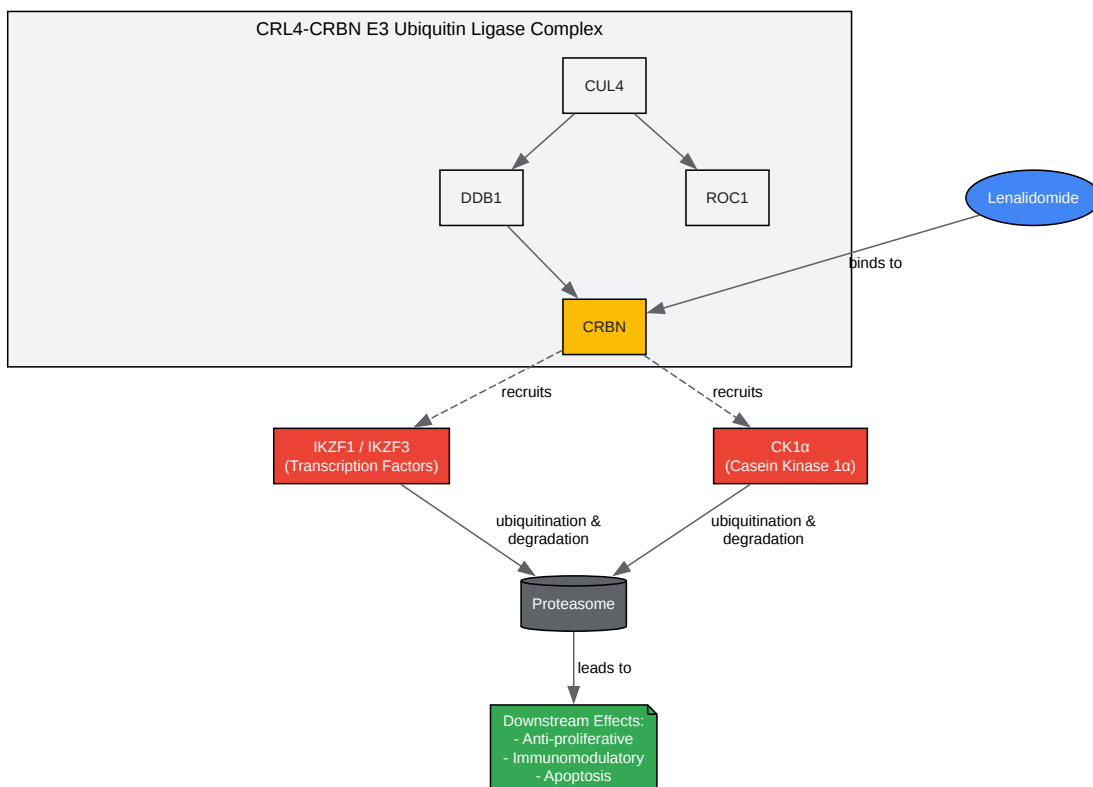 CRL4-CRBN E3 Ubiquitin Ligase Complex
CUL4
DDB1
ROC1
Lenalidomide
binds to
CRBN
recruits
recruits
IKZF1 / IKZF3
(Transcription Factors)
CK1α
(Casein Kinase 1α)
ubiquitination &
degradation
ubiquitination &
degradation
Proteasome
leads to
Downstream Effects:
- Anti-proliferative
- Immunomodulatory
- Apoptosis